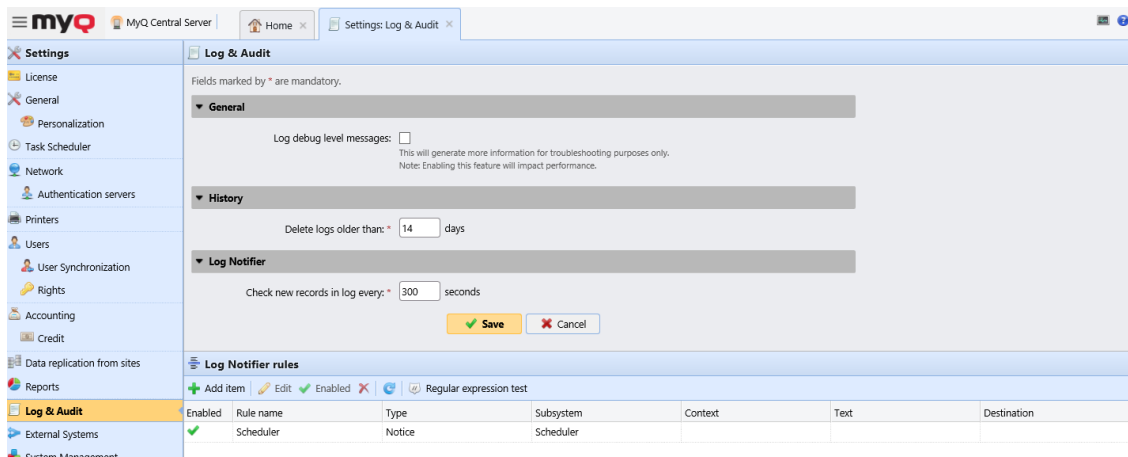 myQ
MyQ Central Server
Home
Settings: Log & Audit
Settings
License
General
Personalization
Task Scheduler
Network
Authentication servers
Printers
Users
User Synchronization
Rights
Accounting
Credit
Data replication from sites
Reports
Log & Audit
External Systems
System Management
Log & Audit
Fields marked by * are mandatory.
General
Log debug level messages:
This will generate more information for troubleshooting purposes only.
Note: Enabling this feature will impact performance.
History
Delete logs older than: * 14 days
Log Notifier
Check new records in log every: * 300 seconds
Save Cancel
Log Notifier rules
Add item Edit Enabled Regular expression test
Enabled Rule name Type Subsystem Context Text Destination
Scheduler Notice Scheduler